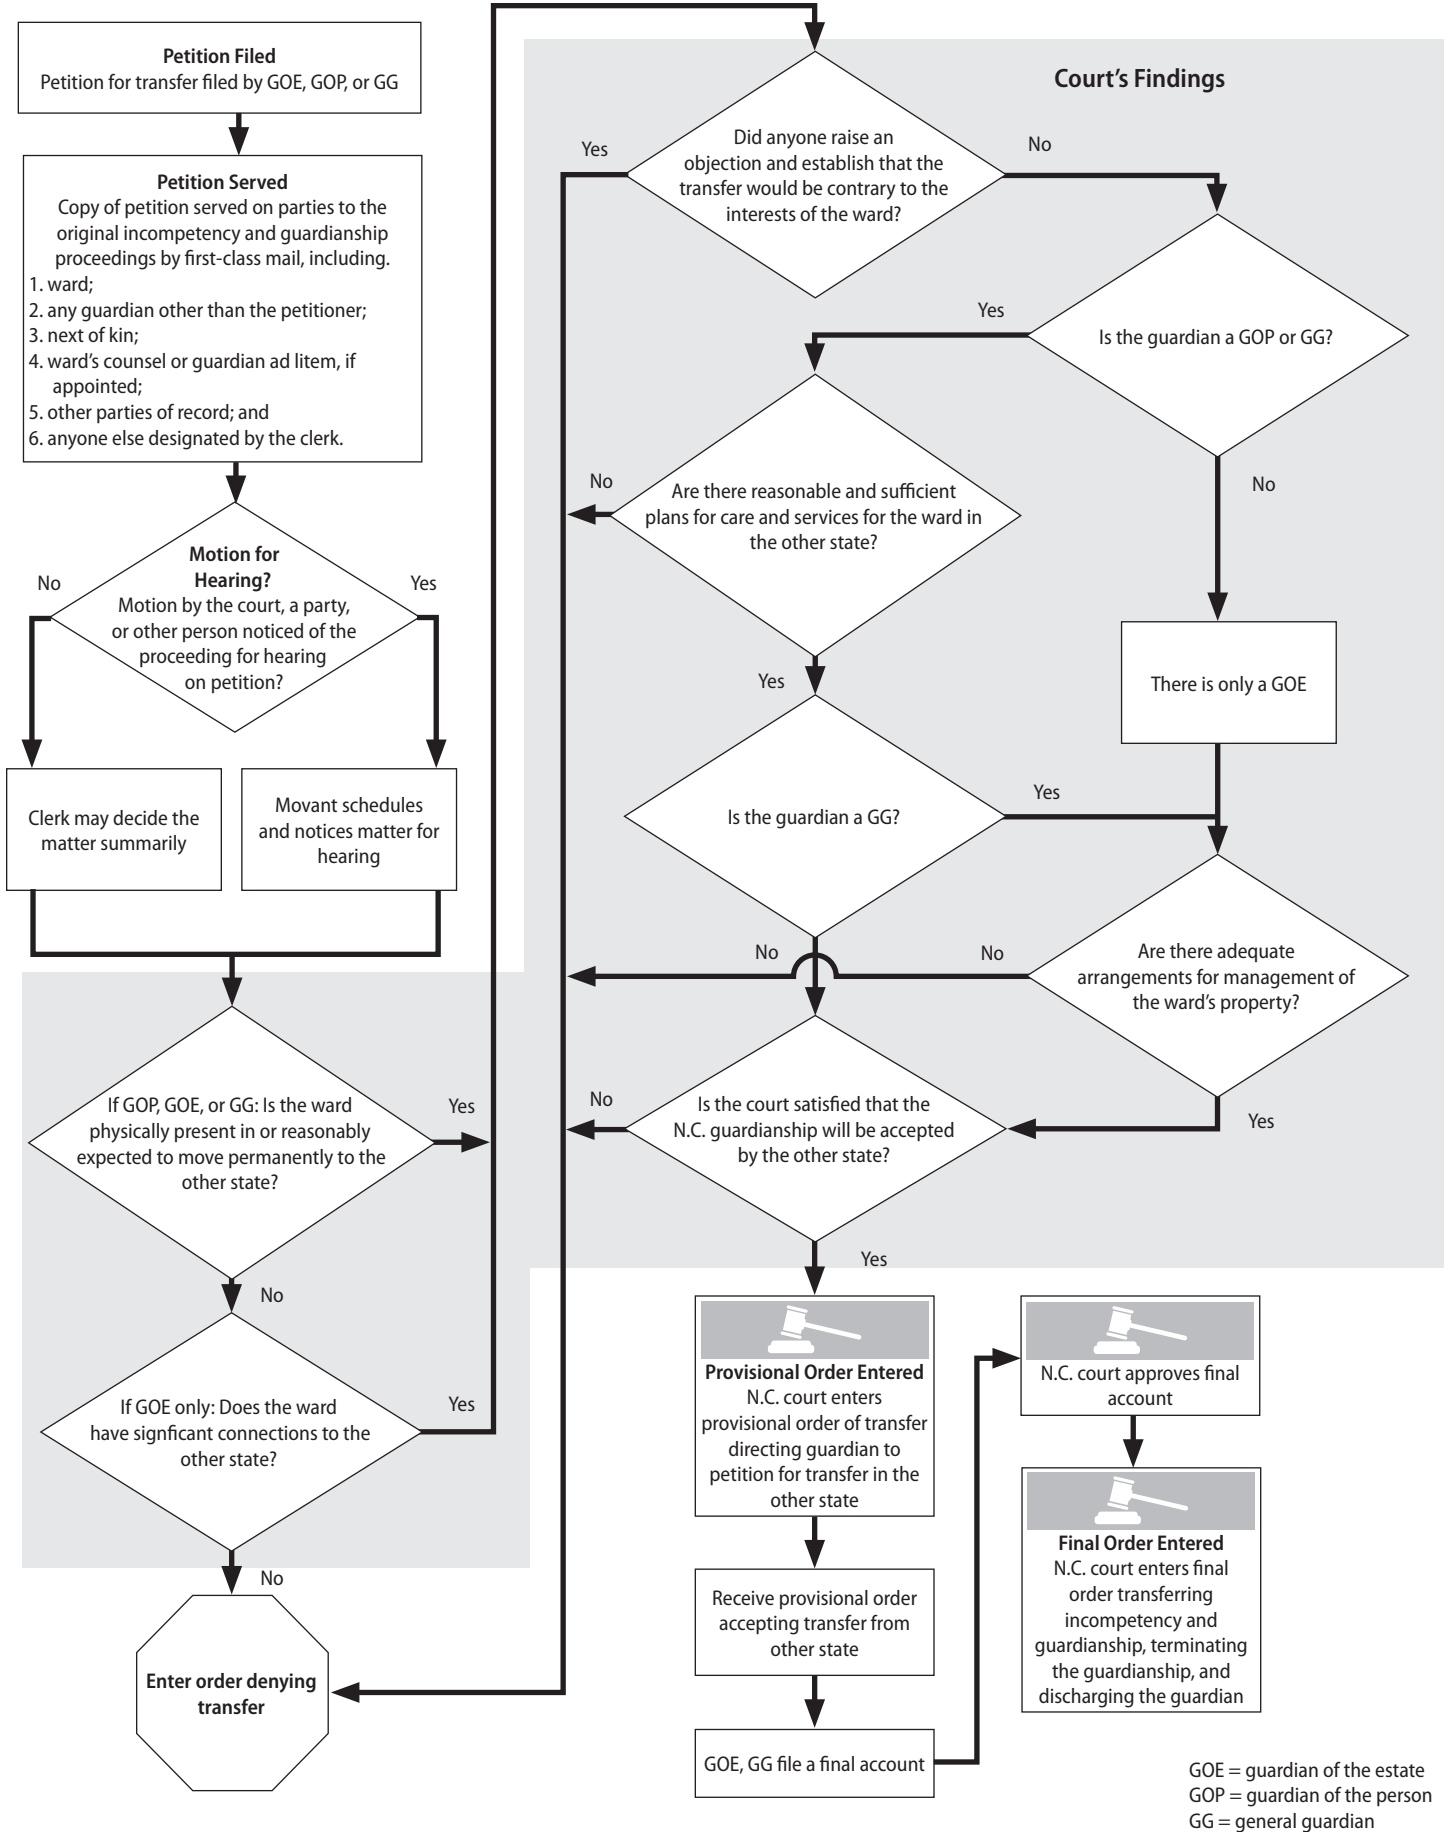 Petition Filed
Petition for transfer filed by GOE, GOP, or GG
Petition Served
Copy of petition served on parties to the
original incompetency and guardianship
proceedings by first-class mail, including.
1. ward;
2. any guardian other than the petitioner;
3. next of kin;
4. ward's counsel or guardian ad litem, if
appointed;
5. other parties of record; and
6. anyone else designated by the clerk.
Motion for
Hearing?
Motion by the court, a party,
or other person noticed of the
proceeding for hearing
on petition?
No
Yes
Clerk may decide the
matter summarily
Movant schedules
and notices matter for
hearing
If GOP, GOE, or GG: Is the ward
physically present in or reasonably
expected to move permanently to the
other state?
Yes
No
If GOE only: Does the ward
have signficant connections to the
other state?
Yes
No
Enter order denying
transfer
Court's Findings
Did anyone raise an
objection and establish that the
transfer would be contrary to the
interests of the ward?
Yes
No
Is the guardian a GOP or GG?
Yes
No
Are there reasonable and sufficient
plans for care and services for the ward in
the other state?
No
Yes
There is only a GOE
Is the guardian a GG?
Yes
No
Are there adequate
arrangements for management of
the ward's property?
No
Yes
Is the court satisfied that the
N.C. guardianship will be accepted
by the other state?
No
Yes
Provisional Order Entered
N.C. court enters
provisional order of transfer
directing guardian to
petition for transfer in the
other state
Receive provisional order
accepting transfer from
other state
GOE, GG file a final account
N.C. court approves final
account
Final Order Entered
N.C. court enters final
order transferring
incompetency and
guardianship, terminating
the guardianship, and
discharging the guardian
GOE = guardian of the estate
GOP = guardian of the person
GG = general guardian